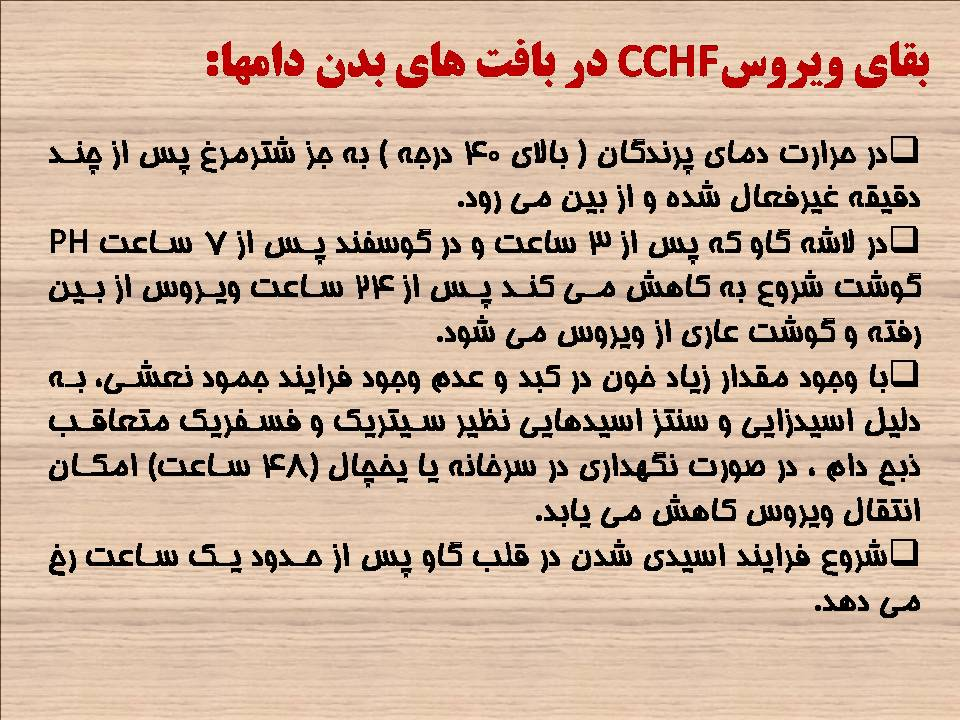 بقای ویروسCCHF در بافت های بدن دامها:
❑در حرارت دمای پرندگان ( بالای ۴۰ درجه ) به جز شترمرغ پس از چند
دقیقه غیرفعال شده و از بین می رود.
❑در لاشه گاو که پس از ۳ ساعت و در گوسفند پس از ۷ ساعت PH
گوشت شروع به کاهش می کند پس از ۲۴ ساعت ویروس از بین
رفته و گوشت عاری از ویروس می شود.
❑با وجود مقدار زیاد خون در کبد و عدم وجود فرایند جمود نعشی، به
دلیل اسیدزایی و سنتز اسیدهایی نظیر سیتریک و فسفریک متعاقب
ذبح دام ، در صورت نگهداری در سرخانه یا یخچال (۴۸ ساعت) امکان
انتقال ویروس کاهش می یابد.
❑شروع فرایند اسیدی شدن در قلب گاو پس از حدود یک ساعت رخ
می دهد.